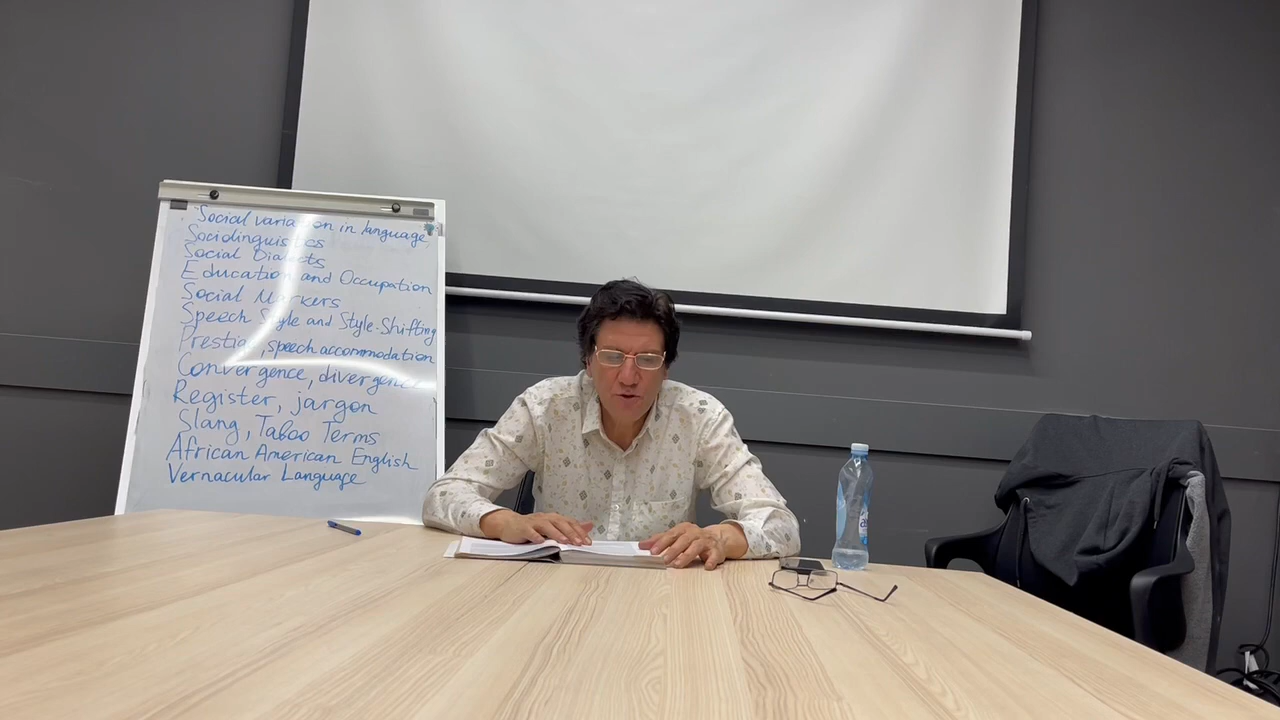 Social variation in language
Sociolinguistics
Social Dialects
Education and Occupation
Social Markers
Speech Style and Style-Shifting
, speech accommodation
Convergence, divergence
Register, jargon
Slang, Taboo Terms
African American English
Vernacular Language